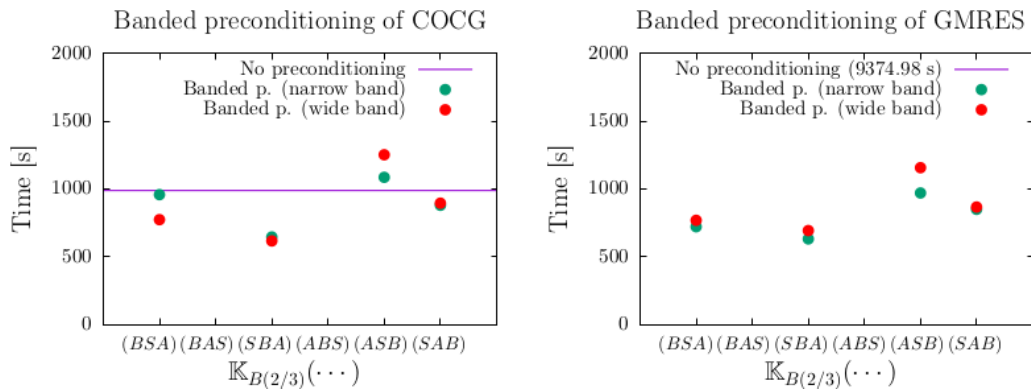 Banded preconditioning of COCG
2000
1500
1000
500
0
Time [s]
No preconditioning
Banded p. (narrow band)
Banded p. (wide band)
(BSA) (BAS) (SBA) (ABS) (ASB) (SAB)
𝕂B(2/3)(⋯)
Banded preconditioning of GMRES
2000
1500
1000
500
0
Time [s]
No preconditioning (9374.98 s)
Banded p. (narrow band)
Banded p. (wide band)
(BSA) (BAS) (SBA) (ABS) (ASB) (SAB)
𝕂B(2/3)(⋯)